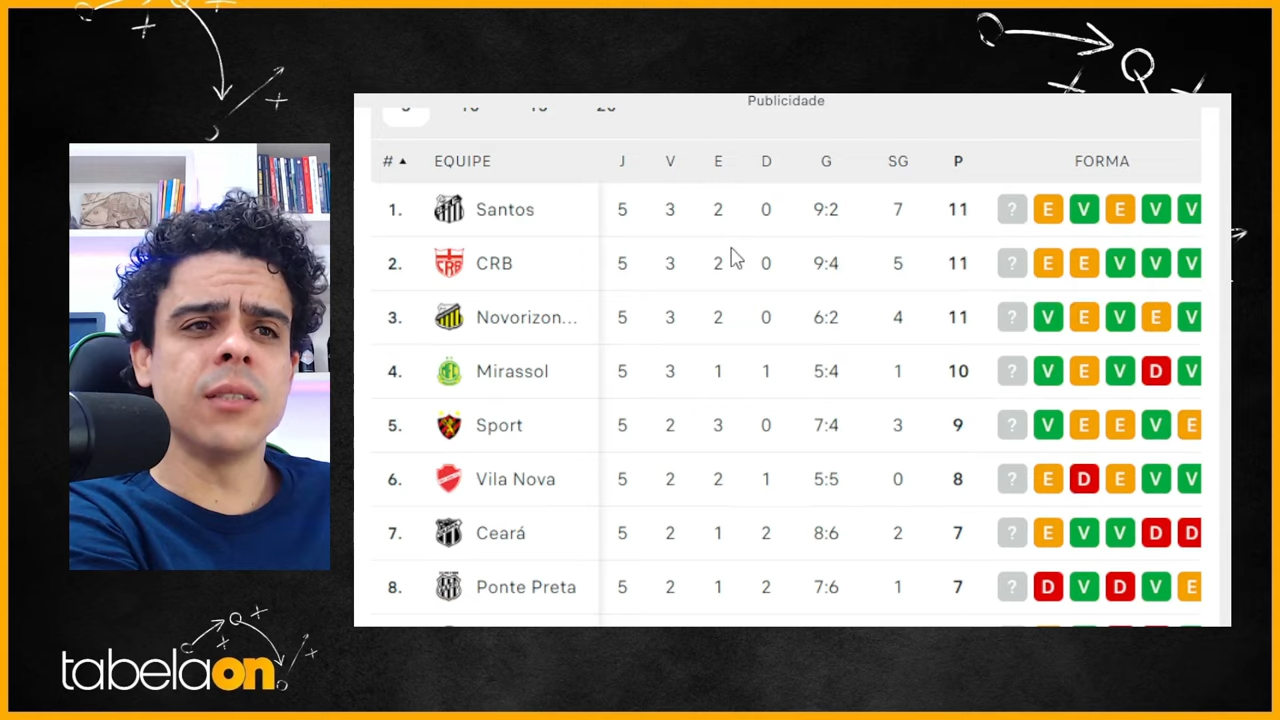 Publicidade
# EQUIPE J V E D G SG P FORMA
1. Santos 5 3 2 0 9:2 7 11 ? E V E V V
2. CRB 5 3 2 0 9:4 5 11 ? E E V V V
3. Novorizon... 5 3 2 0 6:2 4 11 ? V E V E V
4. Mirassol 5 3 1 1 5:4 1 10 ? V E V D V
5. Sport 5 2 3 0 7:4 3 9 ? V E E V E
6. Vila Nova 5 2 2 1 5:5 0 8 ? E D E V V
7. Ceará 5 2 1 2 8:6 2 7 ? E V V D D
8. Ponte Preta 5 2 1 2 7:6 1 7 ? D V D V E
tabelaon